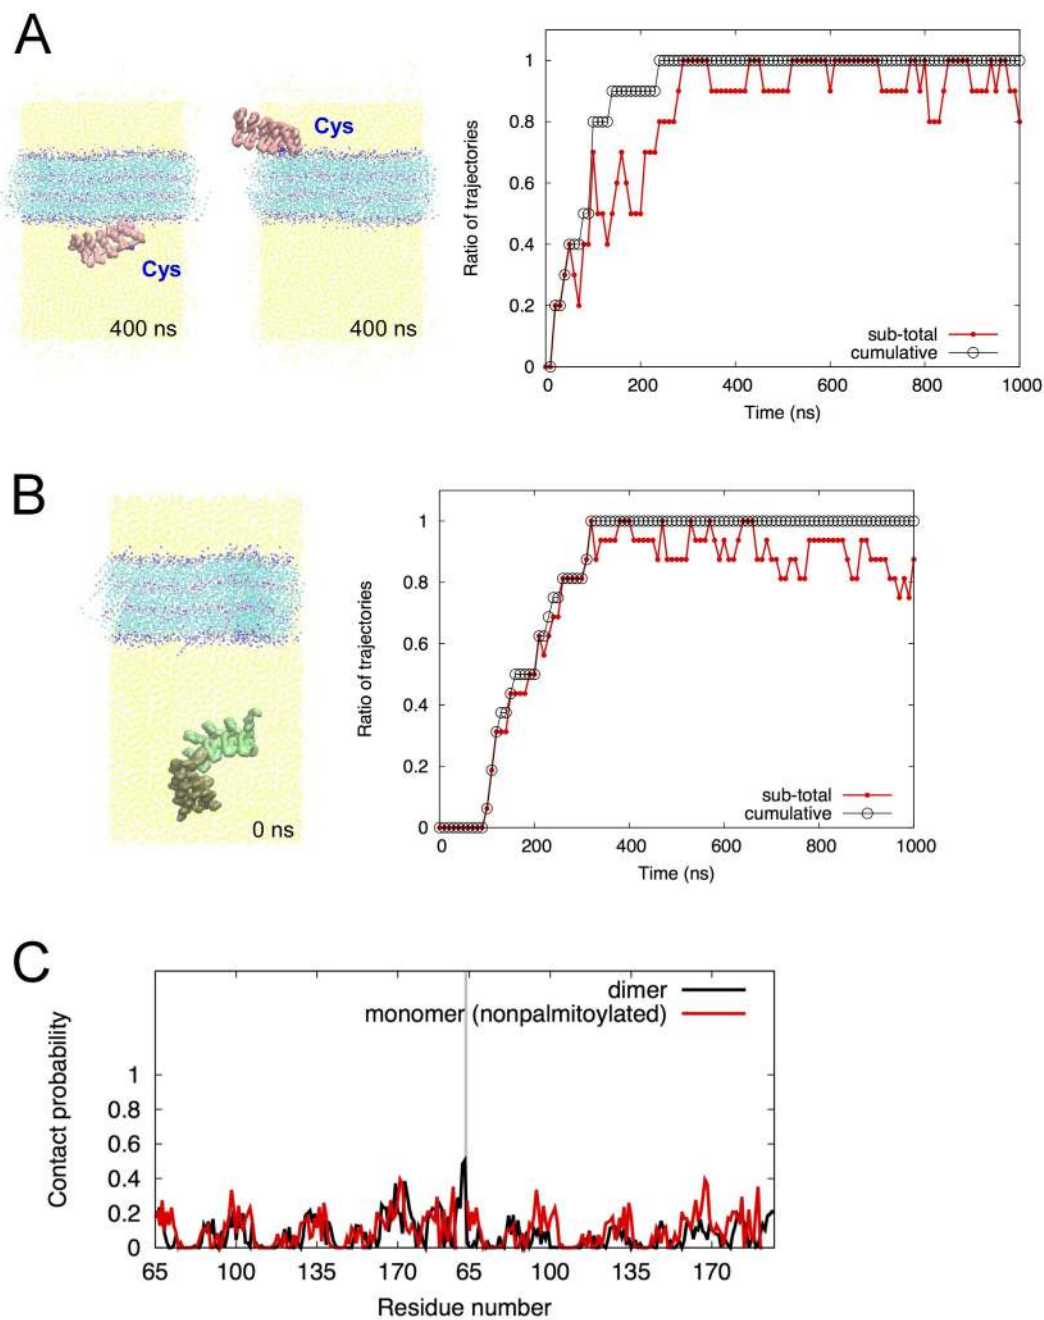 A
Cys
Cys
400 ns
400 ns
Ratio of trajectories
1
0.8
0.6
0.4
0.2
0
sub-total
cumulative
0 200 400 600 800 1000
Time (ns)
B
0 ns
Ratio of trajectories
1
0.8
0.6
0.4
0.2
0
sub-total
cumulative
0 200 400 600 800 1000
Time (ns)
C
dimer
monomer (nonpalmitoylated)
Contact probability
1
0.8
0.6
0.4
0.2
0
65 100 135 170 65 100 135 170
Residue number